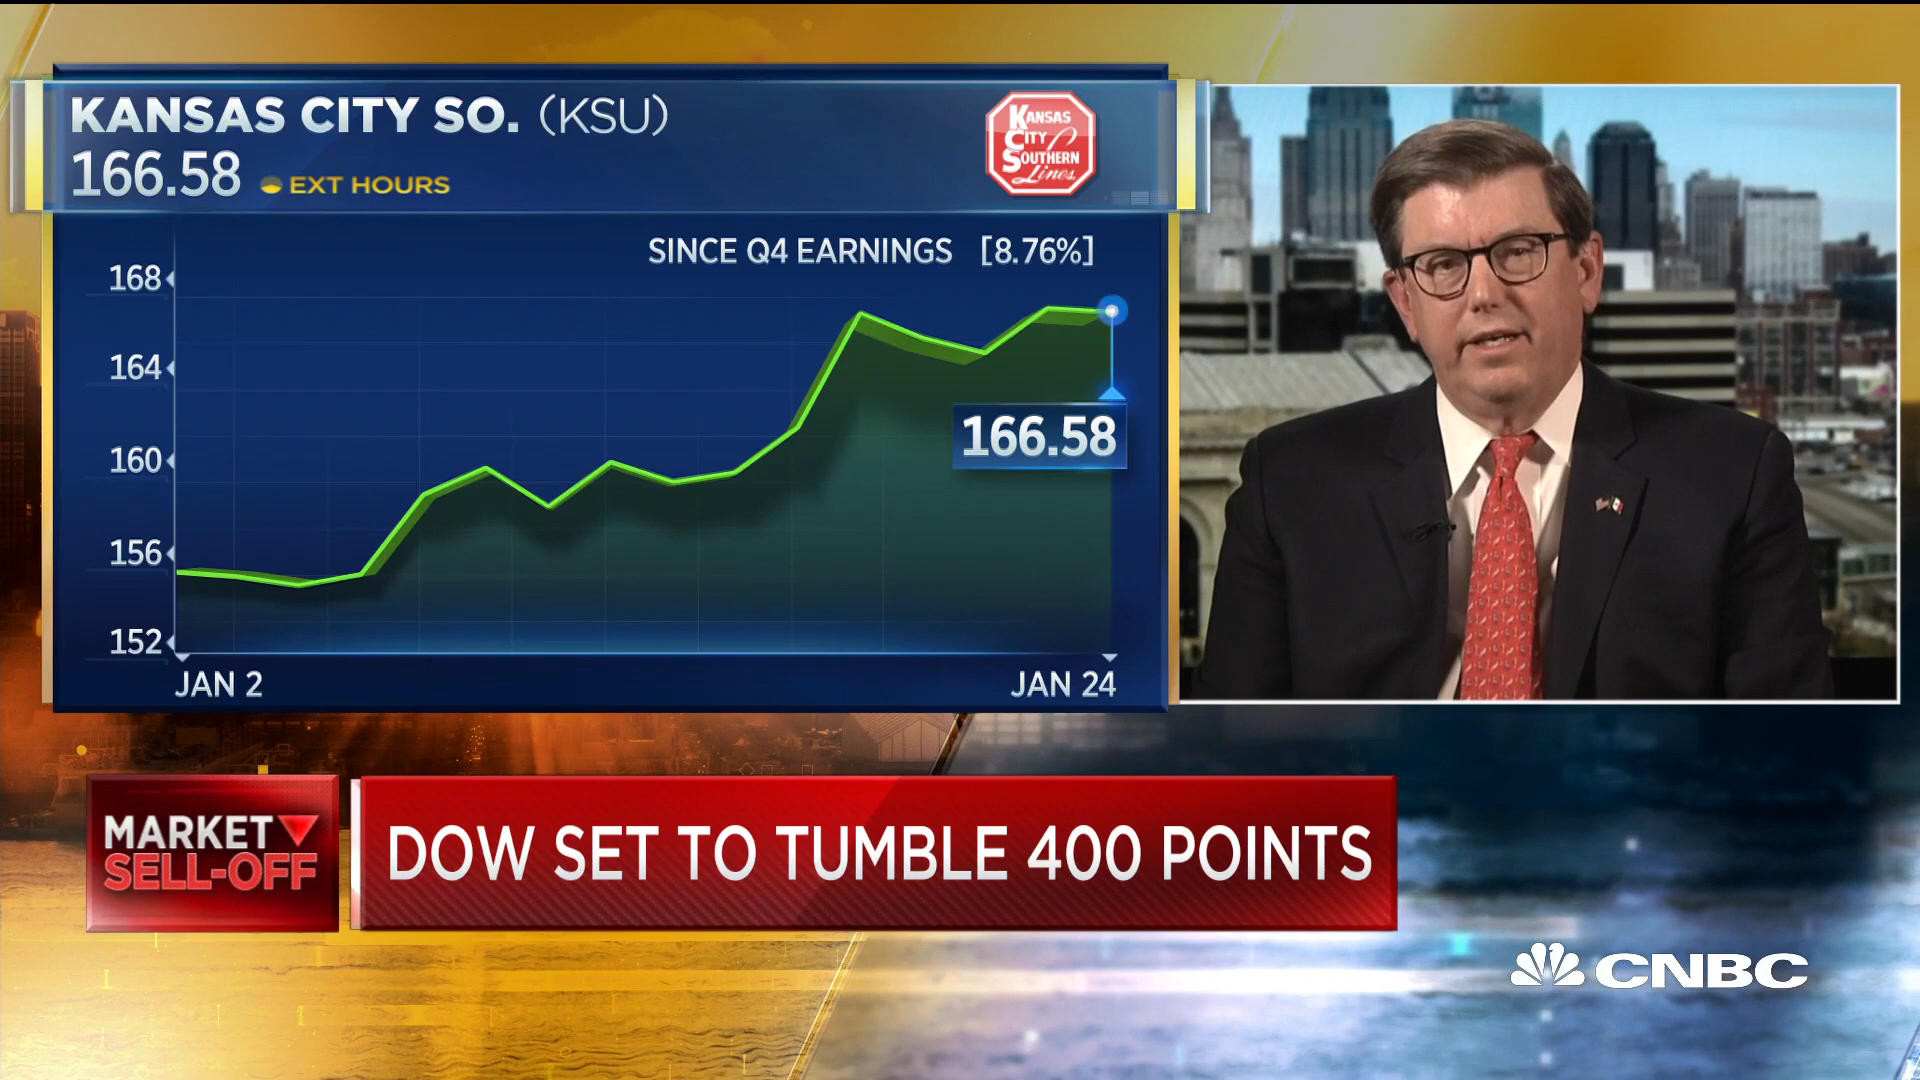 KANSAS CITY SO. (KSU)
166.58 EXT HOURS
KANSAS
CITY
SOUTHERN
Lines
SINCE Q4 EARNINGS [8.76%]
168
164
160
156
152
166.58
JAN 2
JAN 24
MARKET
SELL-OFF
DOW SET TO TUMBLE 400 POINTS
CNBC